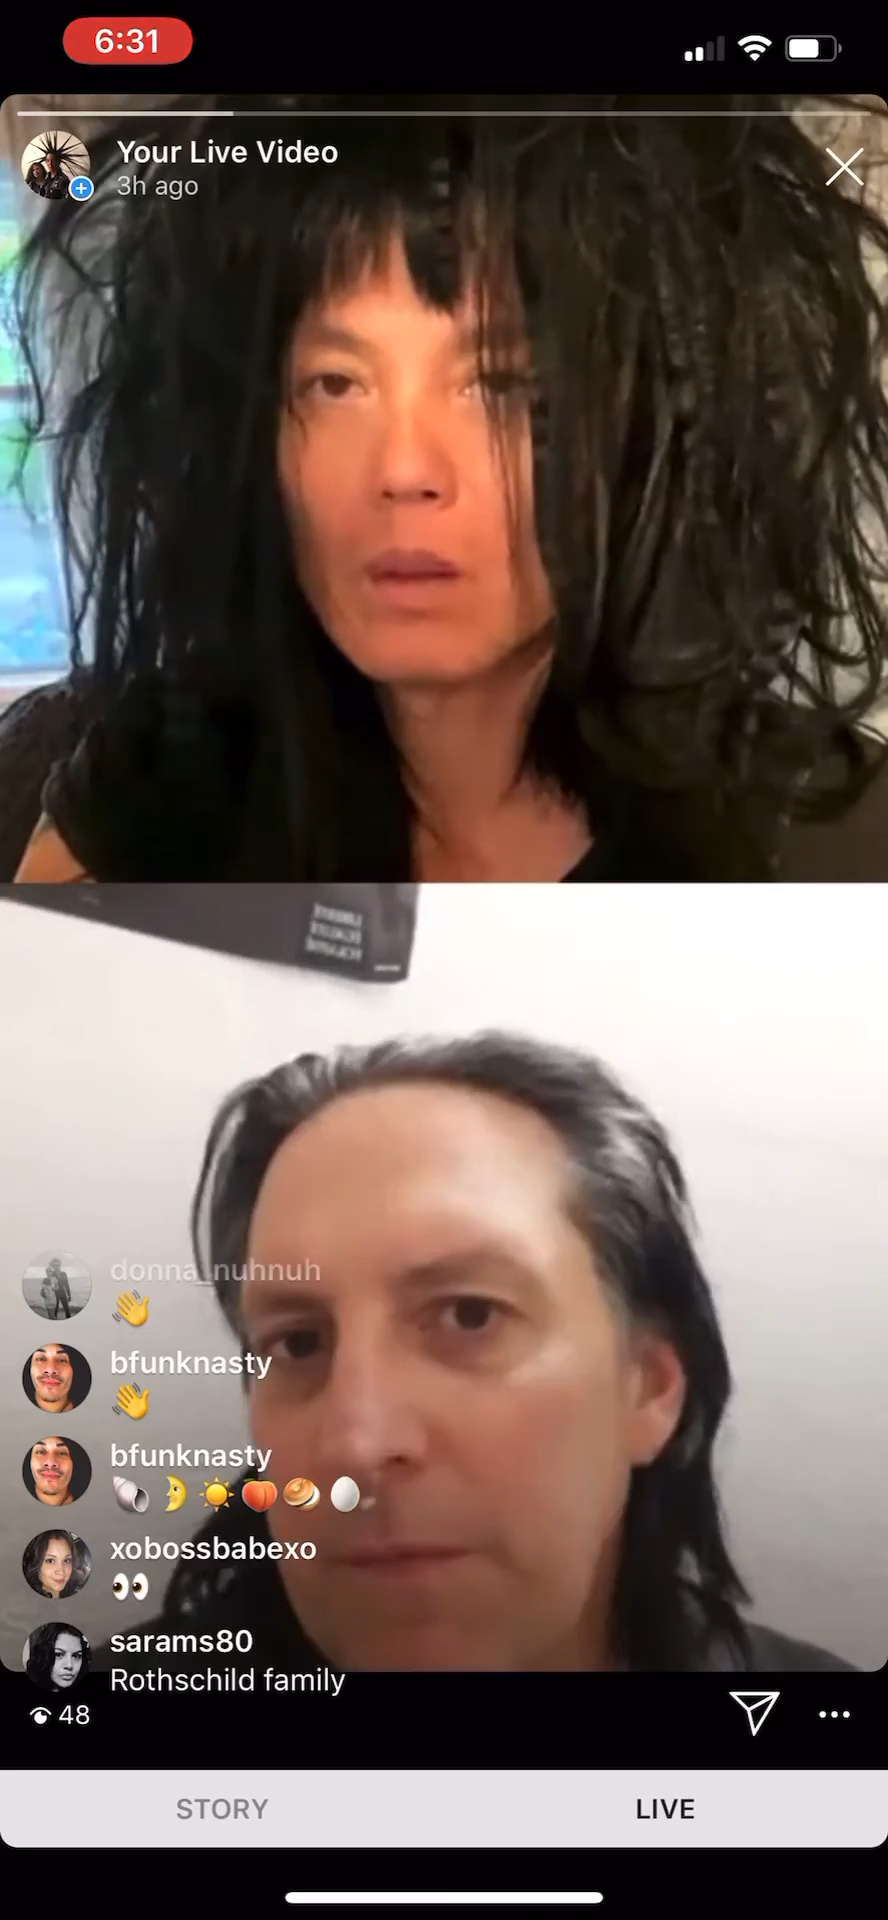 6:31
Your Live Video
3h ago
donna_nuhnuh
👋
bfunknasty
👋
bfunknasty
🐚🌛☀️🍑🥯🥚
xobossbabexo
👀
sarams80
Rothschild family
48
STORY
LIVE